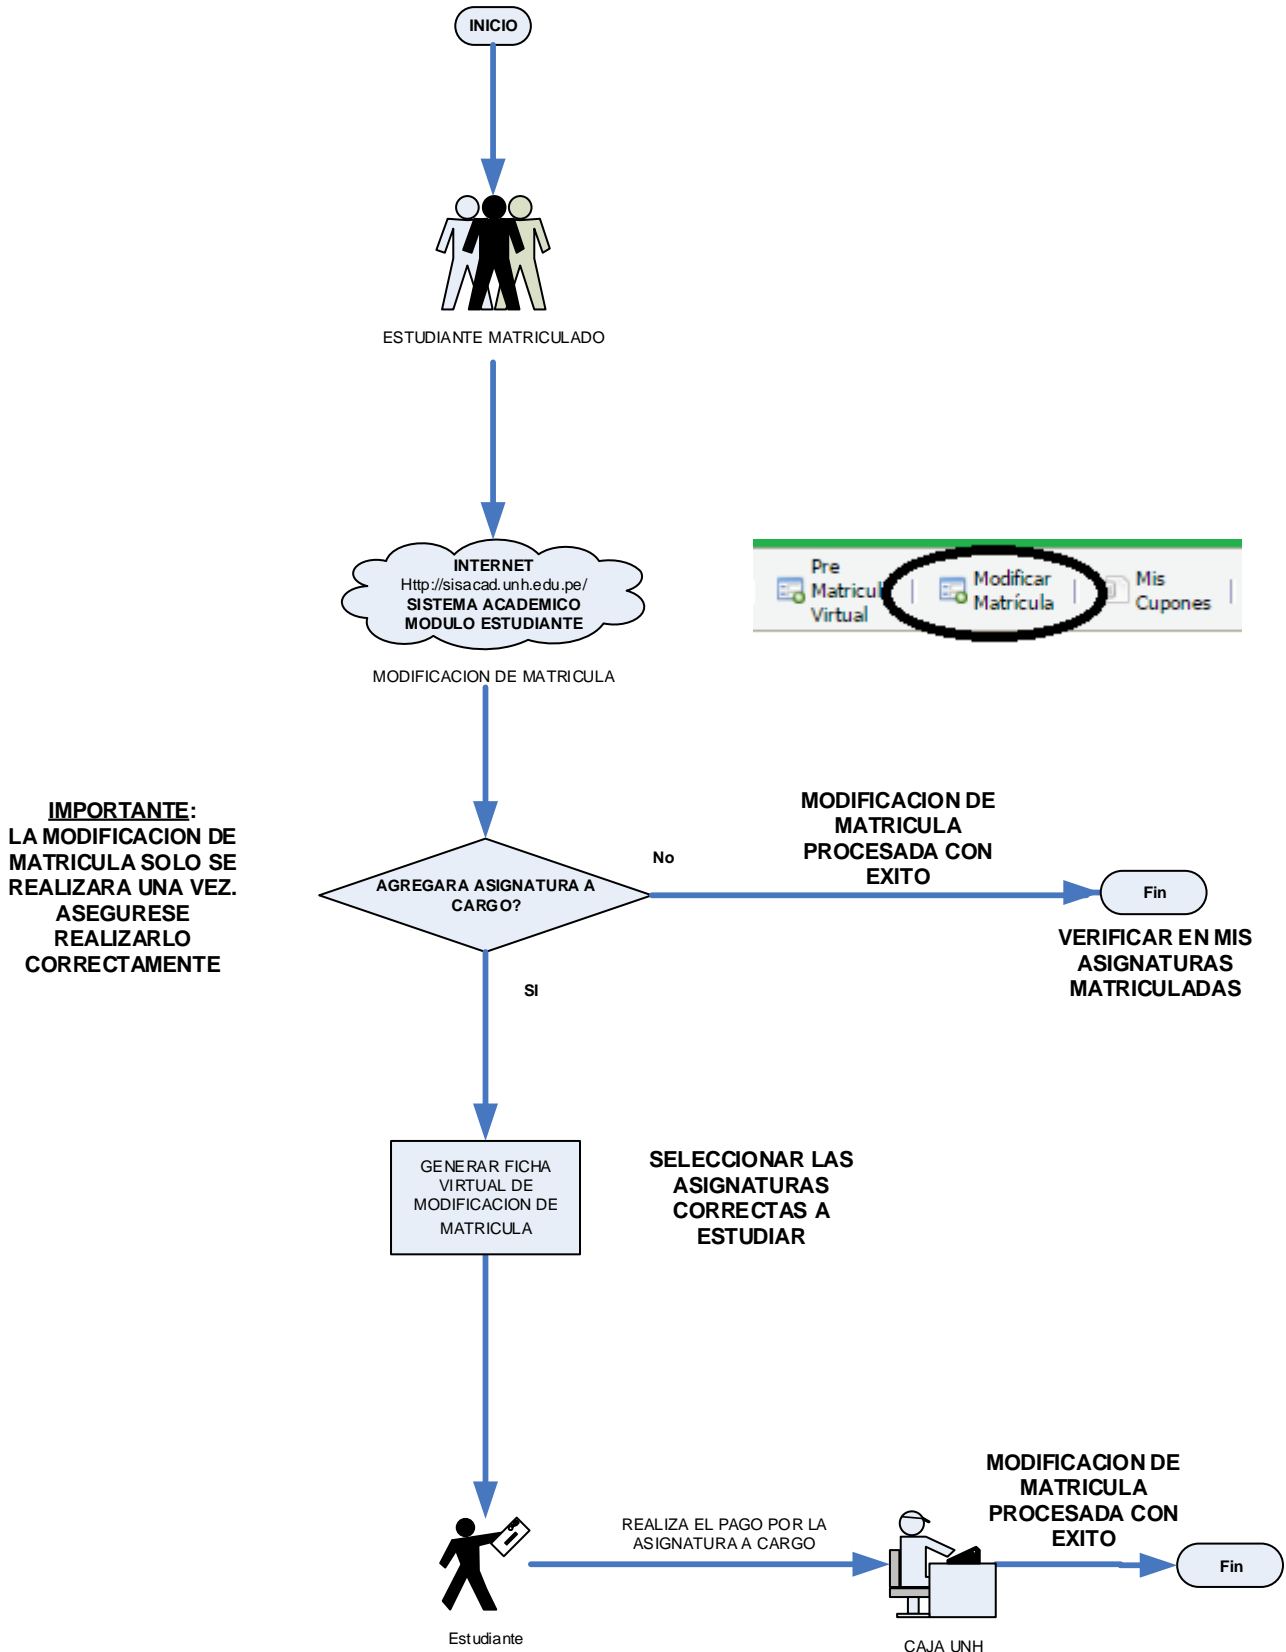 INICIO
ESTUDIANTE MATRICULADO
INTERNET
Http://sisacad.unh.edu.pe/
SISTEMA ACADEMICO
MODULO ESTUDIANTE
MODIFICACION DE MATRICULA
Pre
Matricul
Virtual
Modificar
Matrícula
Mis
Cupones
IMPORTANTE:
LA MODIFICACION DE
MATRICULA SOLO SE
REALIZARA UNA VEZ.
ASEGURESE
REALIZARLO
CORRECTAMENTE
AGREGARA ASIGNATURA A
CARGO?
No
MODIFICACION DE
MATRICULA
PROCESADA CON
EXITO
Fin
VERIFICAR EN MIS
ASIGNATURAS
MATRICULADAS
SI
GENERAR FICHA
VIRTUAL DE
MODIFICACION DE
MATRICULA
SELECCIONAR LAS
ASIGNATURAS
CORRECTAS A
ESTUDIAR
Estudiante
REALIZA EL PAGO POR LA
ASIGNATURA A CARGO
CAJA UNH
MODIFICACION DE
MATRICULA
PROCESADA CON
EXITO
Fin